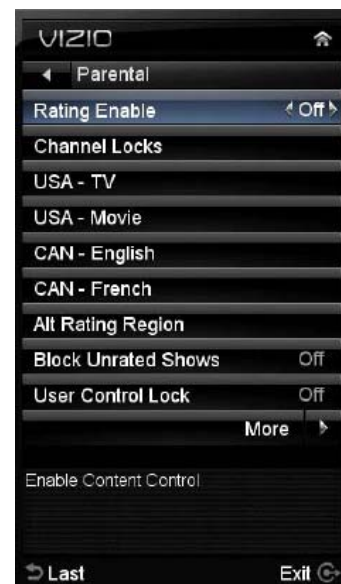 VIZIO
Parental
Rating Enable Off
Channel Locks
USA - TV
USA - Movie
CAN - English
CAN - French
Alt Rating Region
Block Unrated Shows Off
User Control Lock Off
More
Enable Content Control
Last Exit